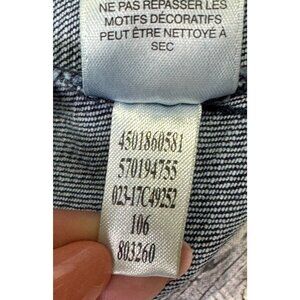 NE PAS REPASSER LES
MOTIFS DÉCORATIFS
PEUT ÊTRE NETTOYÉ À
SEC
4501860581
570194755
023-17C49252
106
803260